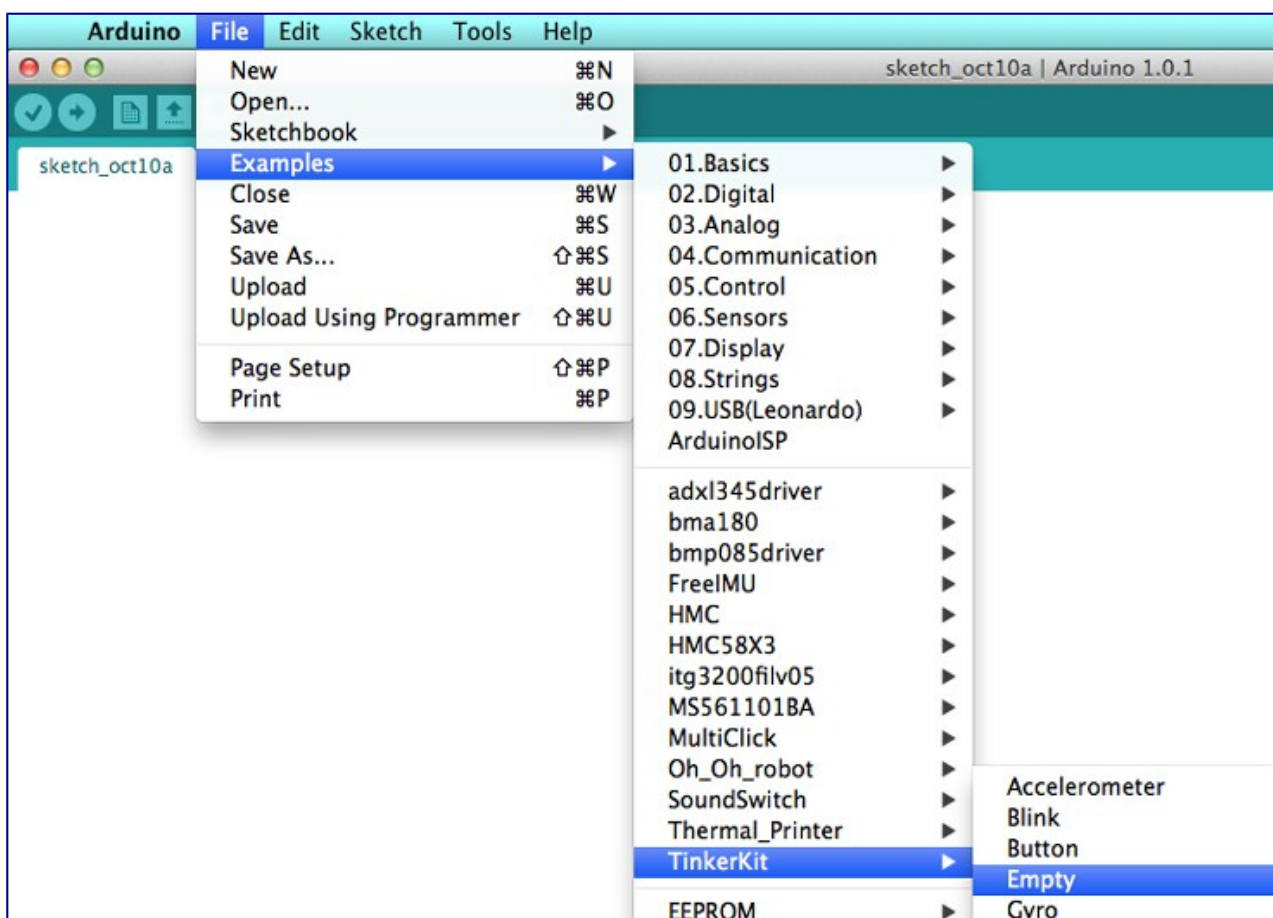 Arduino File Edit Sketch Tools Help
sketch_oct10a | Arduino 1.0.1
sketch_oct10a
New ⌘N
Open... ⌘O
Sketchbook ▶
Examples ▶
Close ⌘W
Save ⌘S
Save As... ⇧⌘S
Upload ⌘U
Upload Using Programmer ⇧⌘U
Page Setup ⇧⌘P
Print ⌘P
01.Basics ▶
02.Digital ▶
03.Analog ▶
04.Communication ▶
05.Control ▶
06.Sensors ▶
07.Display ▶
08.Strings ▶
09.USB(Leonardo) ▶
ArduinoISP
adxl345driver ▶
bma180 ▶
bmp085driver ▶
FreeIMU ▶
HMC ▶
HMC58X3 ▶
itg3200filv05 ▶
MS561101BA ▶
MultiClick ▶
Oh_Oh_robot ▶
SoundSwitch ▶
Thermal_Printer ▶
TinkerKit ▶
EEPROM ▶
Accelerometer
Blink
Button
Empty
Gyro